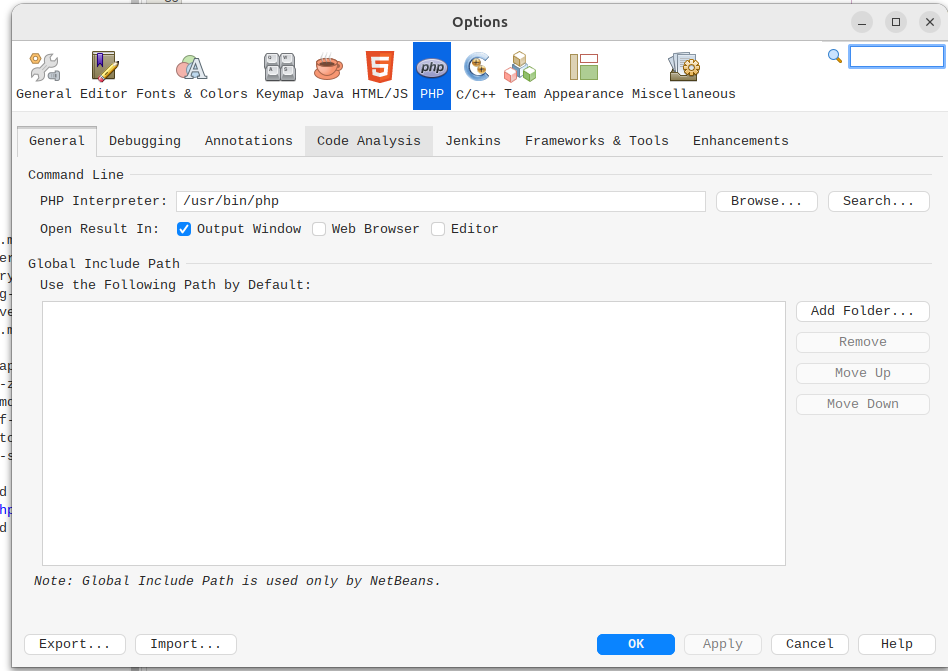 Options
General Editor Fonts & Colors Keymap Java HTML/JS PHP C/C++ Team Appearance Miscellaneous
General Debugging Annotations Code Analysis Jenkins Frameworks & Tools Enhancements
Command Line
PHP Interpreter: /usr/bin/php Browse... Search...
Open Result In: Output Window Web Browser Editor
Global Include Path
Use the Following Path by Default:
Add Folder...
Remove
Move Up
Move Down
Note: Global Include Path is used only by NetBeans.
Export... Import... OK Apply Cancel Help